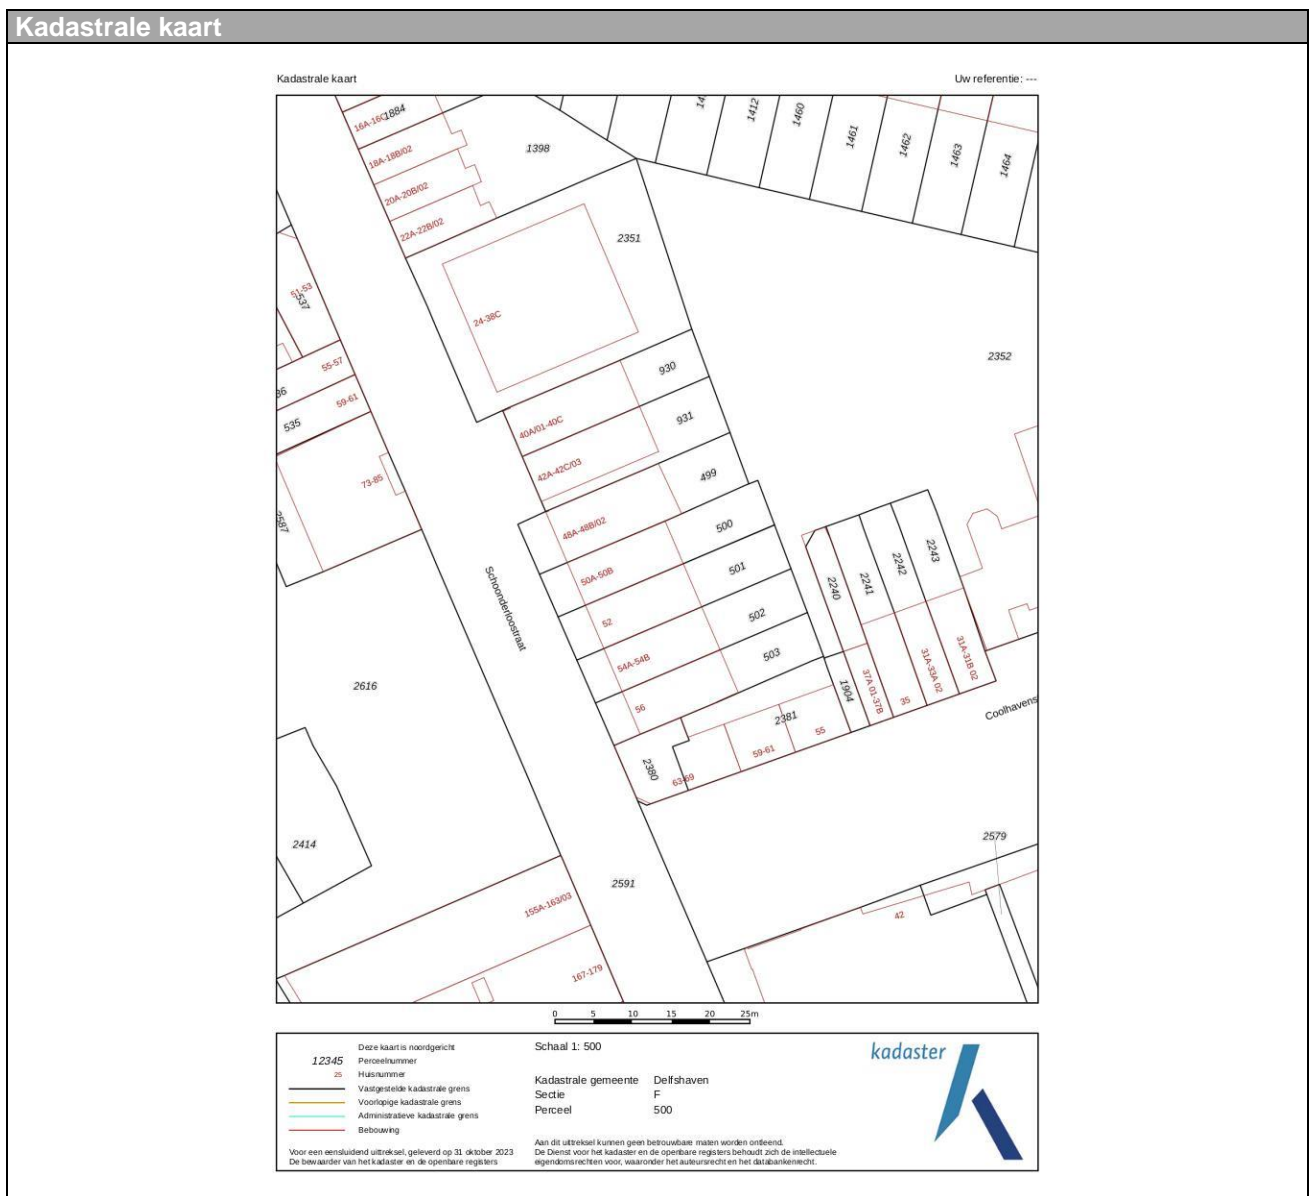 Kadastrale kaart
Kadastrale kaart
Uw referentie: ---
1884
18A-18B/02
20A-20B/02
22A-22B/02
1398
1412
1460
1461
1462
1463
1464
2351
24-38C
51-53
537
55-57
59-61
535
73-85
2587
2352
930
931
499
500
501
502
503
40A/01-40C
42A-42C/03
48A-48B/02
50A-50B
52
54A-54B
56
Schoonderloostraat
2240
2241
2242
2243
1904
37A 01-37B
35
31A-33A 02
31A-31B 02
Coolhavens
2381
55
59-61
63-69
2380
2616
2414
2591
2579
155A-163/03
167-179
42
0 5 10 15 20 25m
Deze kaart is noordgericht
12345 Perceelnummer
25 Huisnummer
Vastgestelde kadastrale grens
Voorlopige kadastrale grens
Administratieve kadastrale grens
Bebouwing
Voor een eensluidend uittreksel, geleverd op 31 oktober 2023
De bewaarder van het kadaster en de openbare registers
Schaal 1: 500
Kadastrale gemeente Delfshaven
Sectie F
Perceel 500
Aan dit uittreksel kunnen geen betrouwbare maten worden ontleend.
De Dienst voor het kadaster en de openbare registers behoudt zich de intellectuele
eigendomsrechten voor, waaronder het auteursrecht en het databankenrecht.
kadaster